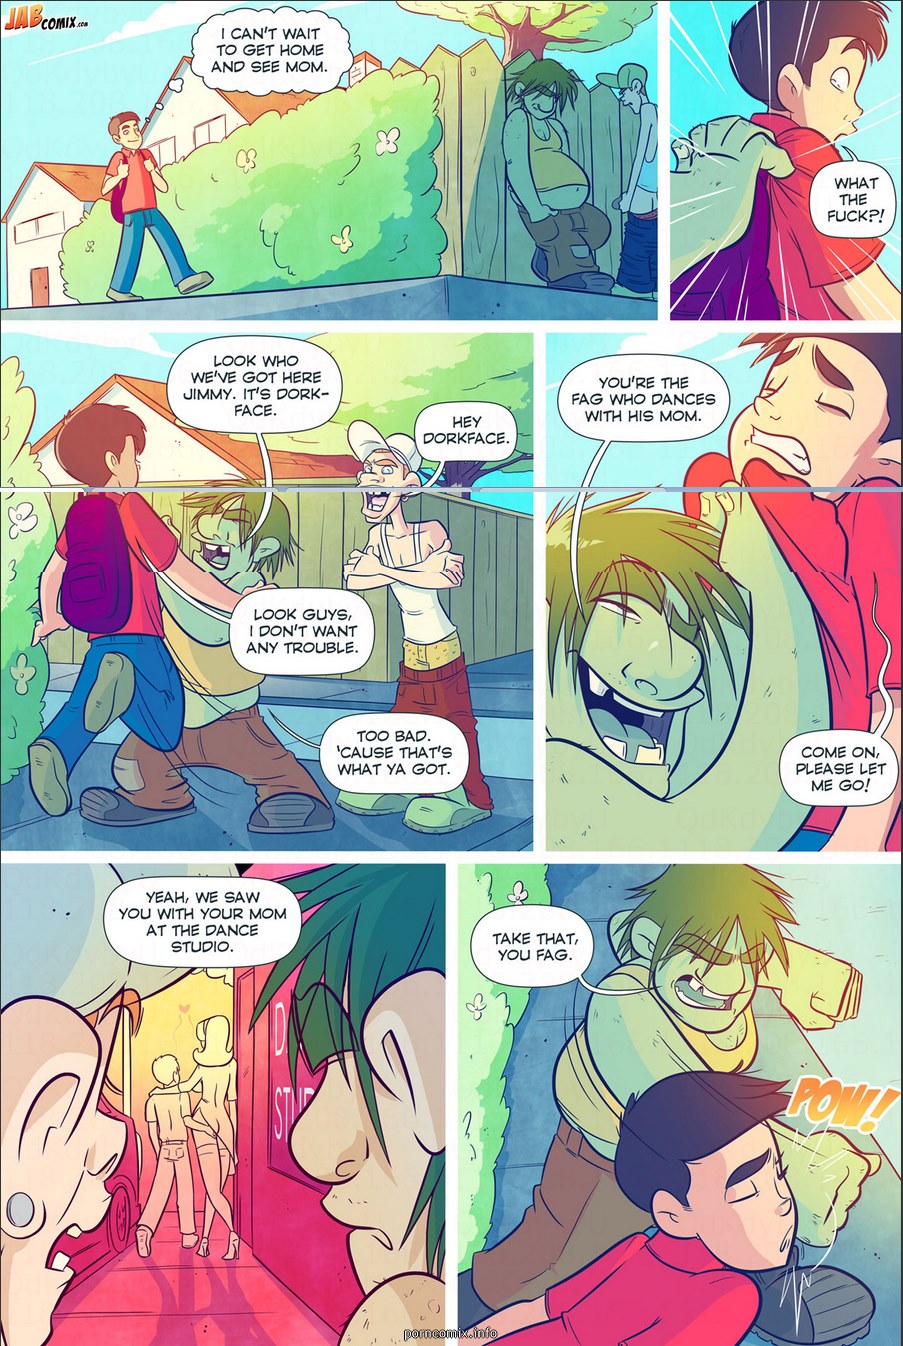 JAB
COMIX.com
I CAN'T WAIT
TO GET HOME
AND SEE MOM.
WHAT
THE
FUCK?!
LOOK WHO
WE'VE GOT HERE
JIMMY. IT'S DORK-
FACE.
HEY
DORKFACE.
LOOK GUYS,
I DON'T WANT
ANY TROUBLE.
TOO BAD.
'CAUSE THAT'S
WHAT YA GOT.
YOU'RE THE
FAG WHO DANCES
WITH HIS MOM.
COME ON,
PLEASE LET
ME GO!
YEAH, WE SAW
YOU WITH YOUR MOM
AT THE DANCE
STUDIO.
D
STUD
TAKE THAT,
YOU FAG.
POW!
porncomix.info